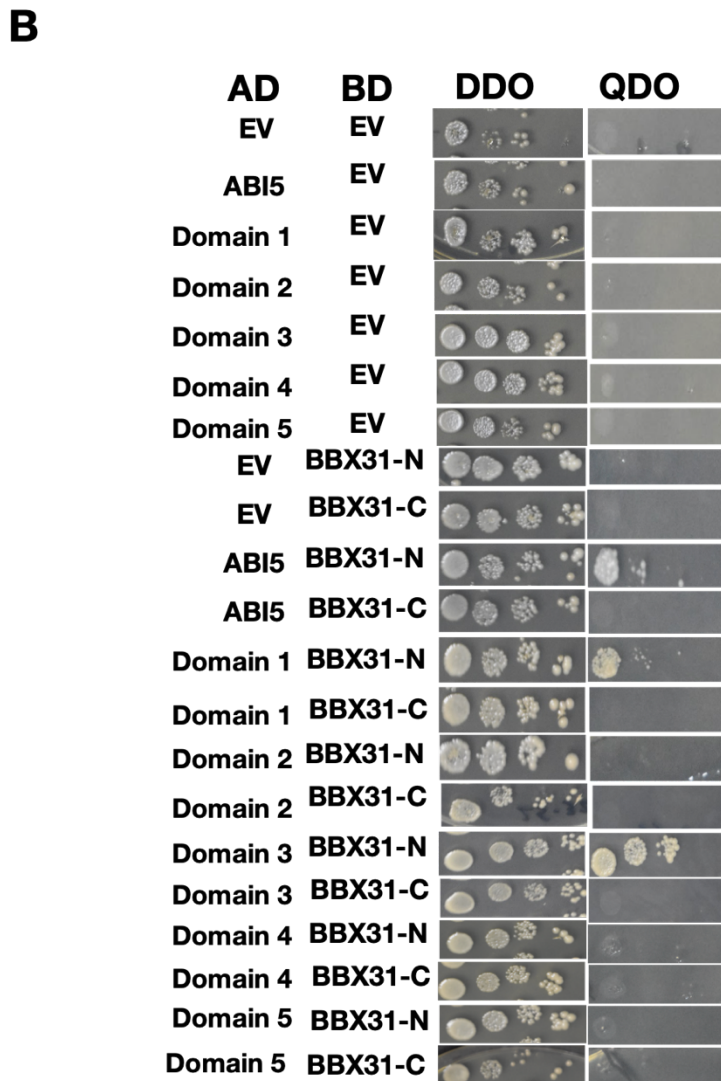 B
AD BD DDO QDO
EV EV
ABI5 EV
Domain 1 EV
Domain 2 EV
Domain 3 EV
Domain 4 EV
Domain 5 EV
EV BBX31-N
EV BBX31-C
ABI5 BBX31-N
ABI5 BBX31-C
Domain 1 BBX31-N
Domain 1 BBX31-C
Domain 2 BBX31-N
Domain 2 BBX31-C
Domain 3 BBX31-N
Domain 3 BBX31-C
Domain 4 BBX31-N
Domain 4 BBX31-C
Domain 5 BBX31-N
Domain 5 BBX31-C